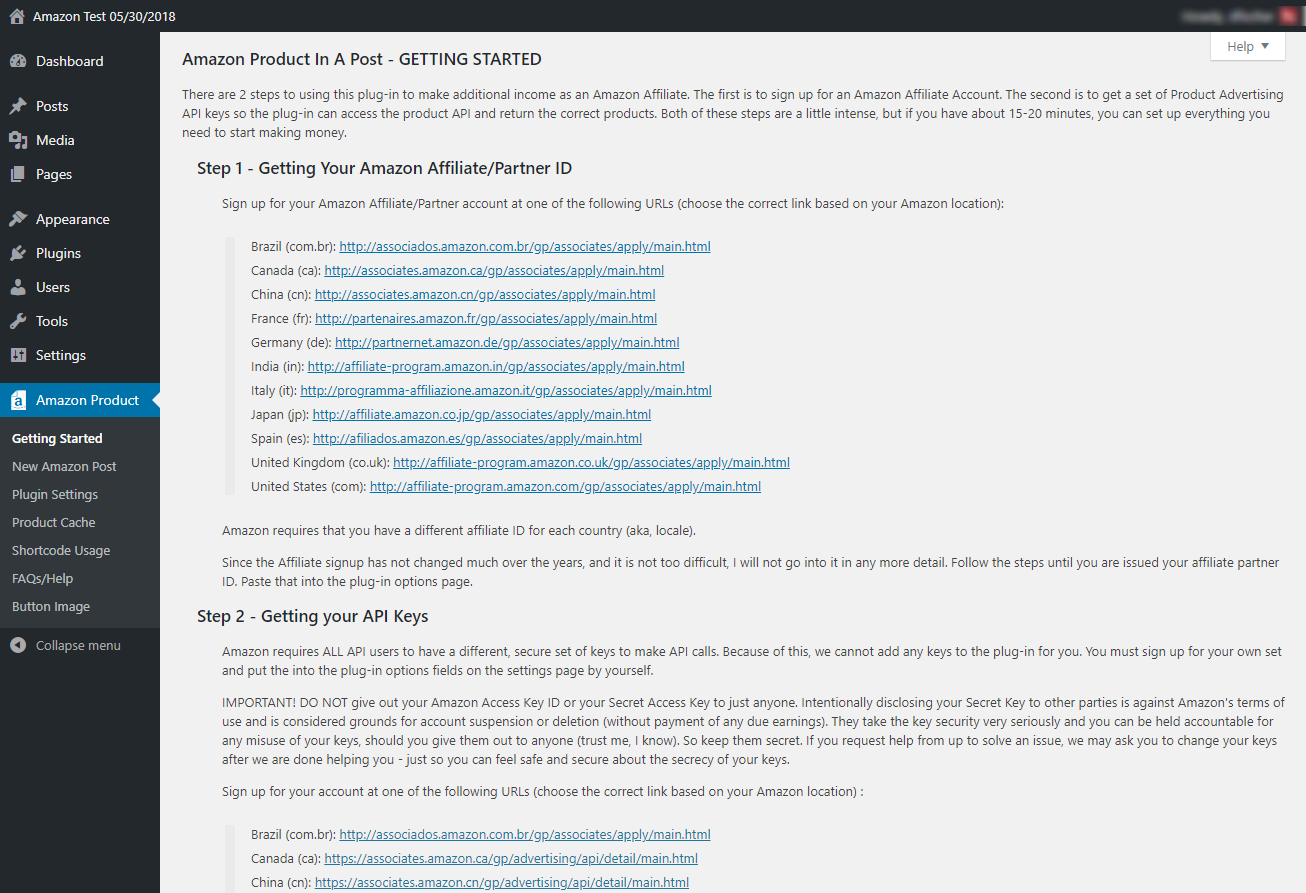 Amazon Test 05/30/2018
Help
Dashboard
Posts
Media
Pages
Appearance
Plugins
Users
Tools
Settings
Amazon Product
Getting Started
New Amazon Post
Plugin Settings
Product Cache
Shortcode Usage
FAQs/Help
Button Image
Collapse menu
Amazon Product In A Post - GETTING STARTED
There are 2 steps to using this plug-in to make additional income as an Amazon Affiliate. The first is to sign up for an Amazon Affiliate Account. The second is to get a set of Product Advertising
API keys so the plug-in can access the product API and return the correct products. Both of these steps are a little intense, but if you have about 15-20 minutes, you can set up everything you
need to start making money.
Step 1 - Getting Your Amazon Affiliate/Partner ID
Sign up for your Amazon Affiliate/Partner account at one of the following URLs (choose the correct link based on your Amazon location):
Brazil (com.br): http://associados.amazon.com.br/gp/associates/apply/main.html
Canada (ca): http://associates.amazon.ca/gp/associates/apply/main.html
China (cn): http://associates.amazon.cn/gp/associates/apply/main.html
France (fr): http://partenaires.amazon.fr/gp/associates/apply/main.html
Germany (de): http://partnernet.amazon.de/gp/associates/apply/main.html
India (in): http://affiliate-program.amazon.in/gp/associates/apply/main.html
Italy (it): http://programma-affiliazione.amazon.it/gp/associates/apply/main.html
Japan (jp): http://affiliate.amazon.co.jp/gp/associates/apply/main.html
Spain (es): http://afiliados.amazon.es/gp/associates/apply/main.html
United Kingdom (co.uk): http://affiliate-program.amazon.co.uk/gp/associates/apply/main.html
United States (com): http://affiliate-program.amazon.com/gp/associates/apply/main.html
Amazon requires that you have a different affiliate ID for each country (aka, locale).
Since the Affiliate signup has not changed much over the years, and it is not too difficult, I will not go into it in any more detail. Follow the steps until you are issued your affiliate partner
ID. Paste that into the plug-in options page.
Step 2 - Getting your API Keys
Amazon requires ALL API users to have a different, secure set of keys to make API calls. Because of this, we cannot add any keys to the plug-in for you. You must sign up for your own set
and put the into the plug-in options fields on the settings page by yourself.
IMPORTANT! DO NOT give out your Amazon Access Key ID or your Secret Access Key to just anyone. Intentionally disclosing your Secret Key to other parties is against Amazon's terms of
use and is considered grounds for account suspension or deletion (without payment of any due earnings). They take the key security very seriously and you can be held accountable for
any misuse of your keys, should you give them out to anyone (trust me, I know). So keep them secret. If you request help from up to solve an issue, we may ask you to change your keys
after we are done helping you - just so you can feel safe and secure about the secrecy of your keys.
Sign up for your account at one of the following URLs (choose the correct link based on your Amazon location) :
Brazil (com.br): http://associados.amazon.com.br/gp/associates/apply/main.html
Canada (ca): https://associates.amazon.ca/gp/advertising/api/detail/main.html
China (cn): https://associates.amazon.cn/gp/advertising/api/detail/main.html